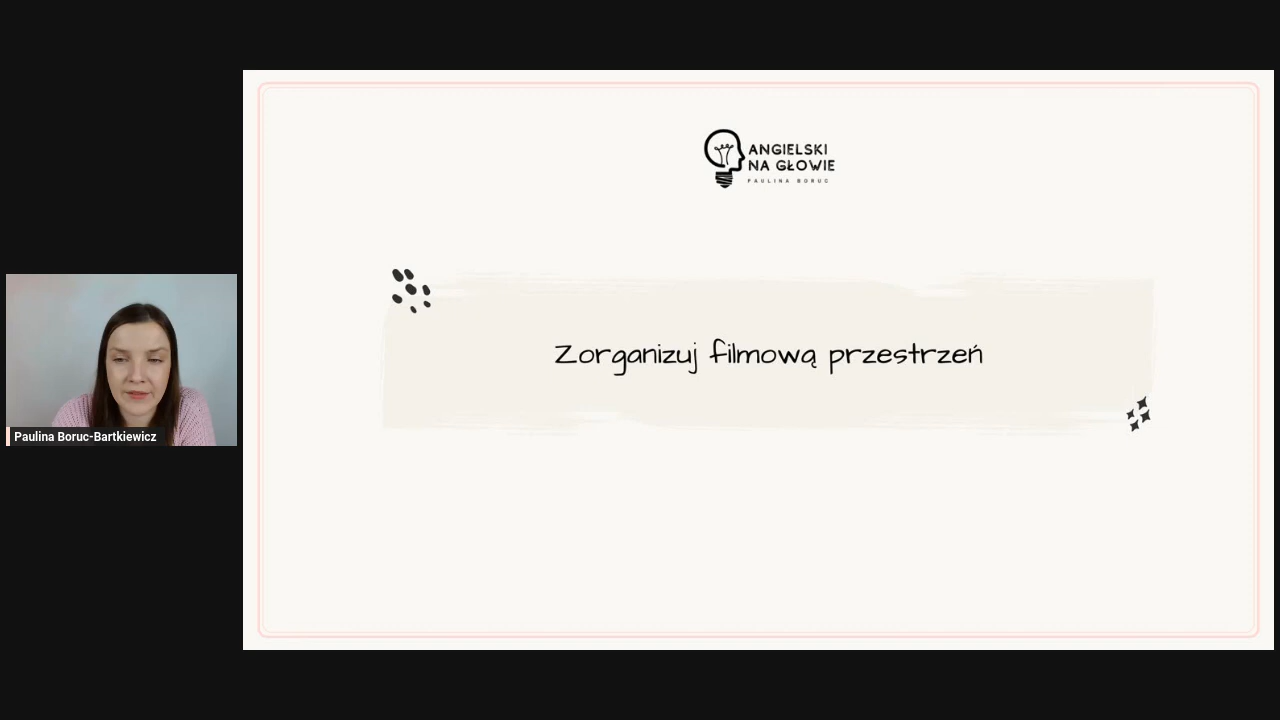 ANGIELSKI
NA GŁOWIE
PAULINA BORUC
Zorganizuj filmową przestrzeń
Paulina Boruc-Bartkiewicz